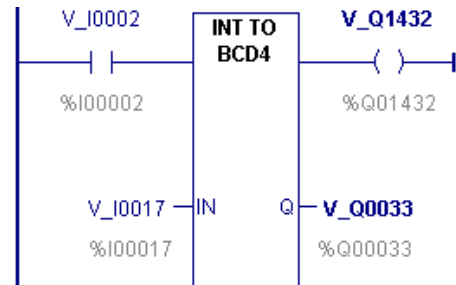 V_I0002 INT TO V_Q1432
BCD4
%I00002 %Q01432
V_I0017 IN Q V_Q0033
%I00017 %Q00033